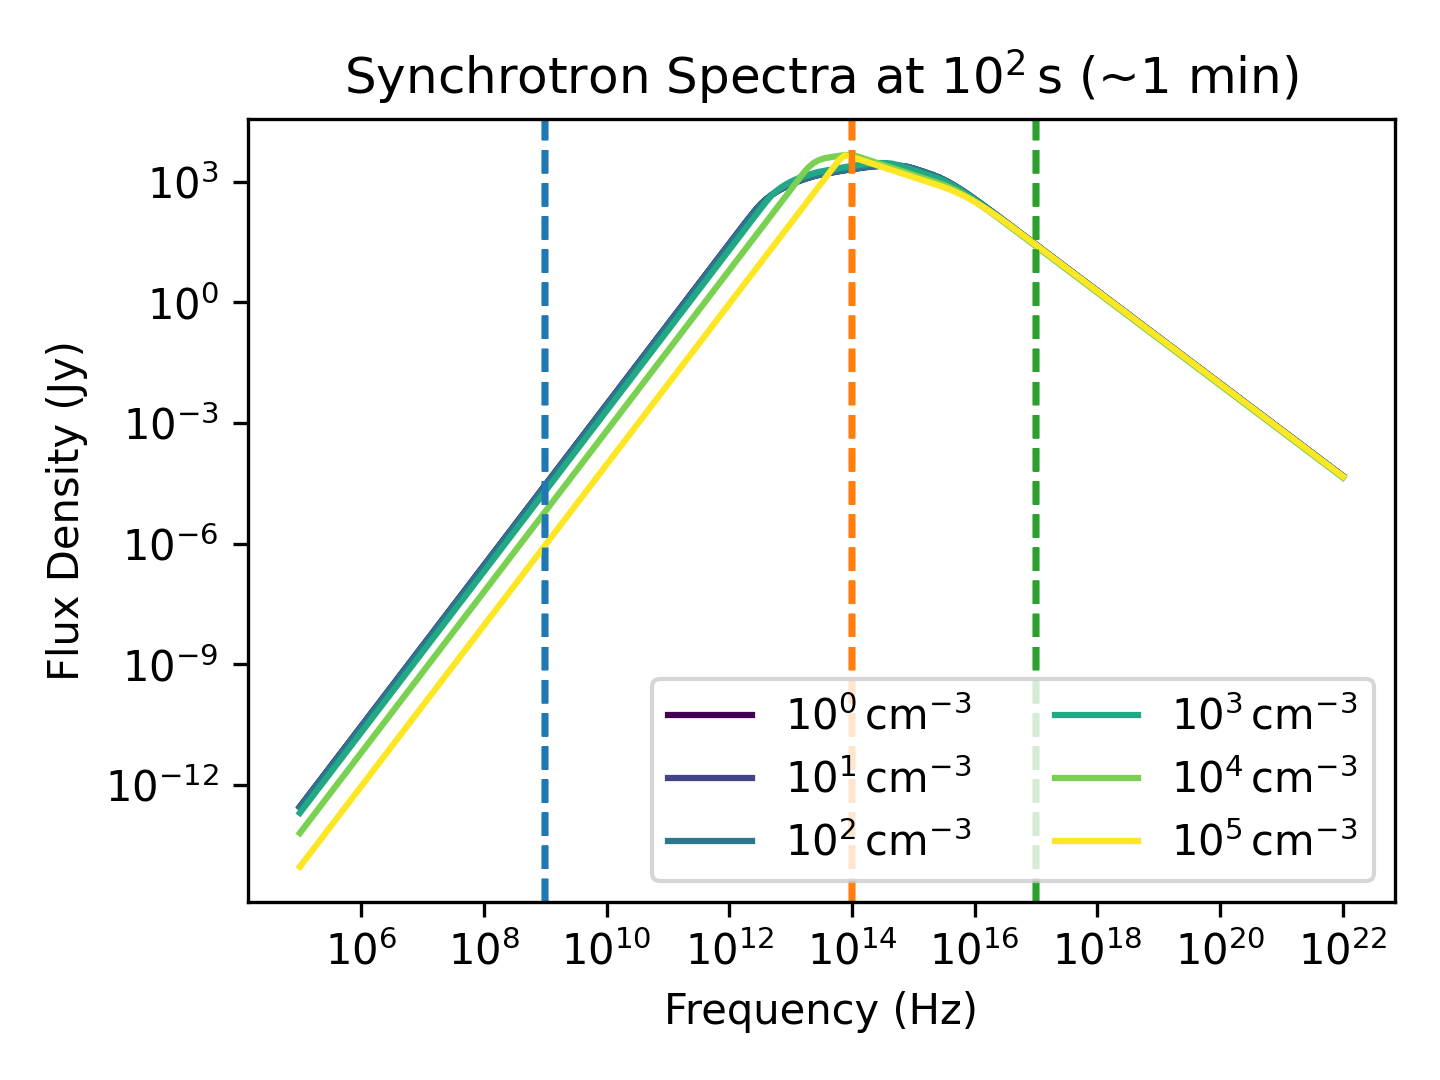 Synchrotron Spectra at 10² s (~1 min)
Flux Density (Jy)
10³
10⁰
10⁻³
10⁻⁶
10⁻⁹
10⁻¹²
10⁰ cm⁻³
10¹ cm⁻³
10² cm⁻³
10³ cm⁻³
10⁴ cm⁻³
10⁵ cm⁻³
10⁶ 10⁸ 10¹⁰ 10¹² 10¹⁴ 10¹⁶ 10¹⁸ 10²⁰ 10²²
Frequency (Hz)